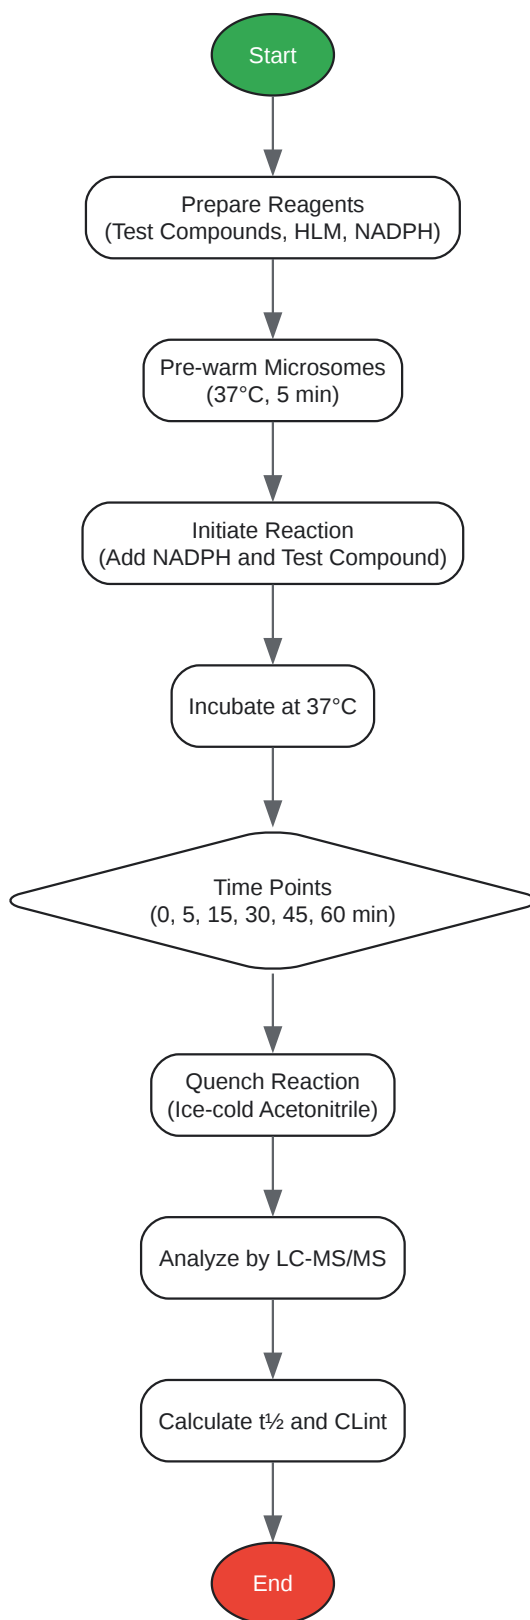 Start
Prepare Reagents
(Test Compounds, HLM, NADPH)
Pre-warm Microsomes
(37°C, 5 min)
Initiate Reaction
(Add NADPH and Test Compound)
Incubate at 37°C
Time Points
(0, 5, 15, 30, 45, 60 min)
Quench Reaction
(Ice-cold Acetonitrile)
Analyze by LC-MS/MS
Calculate t½ and CLint
End